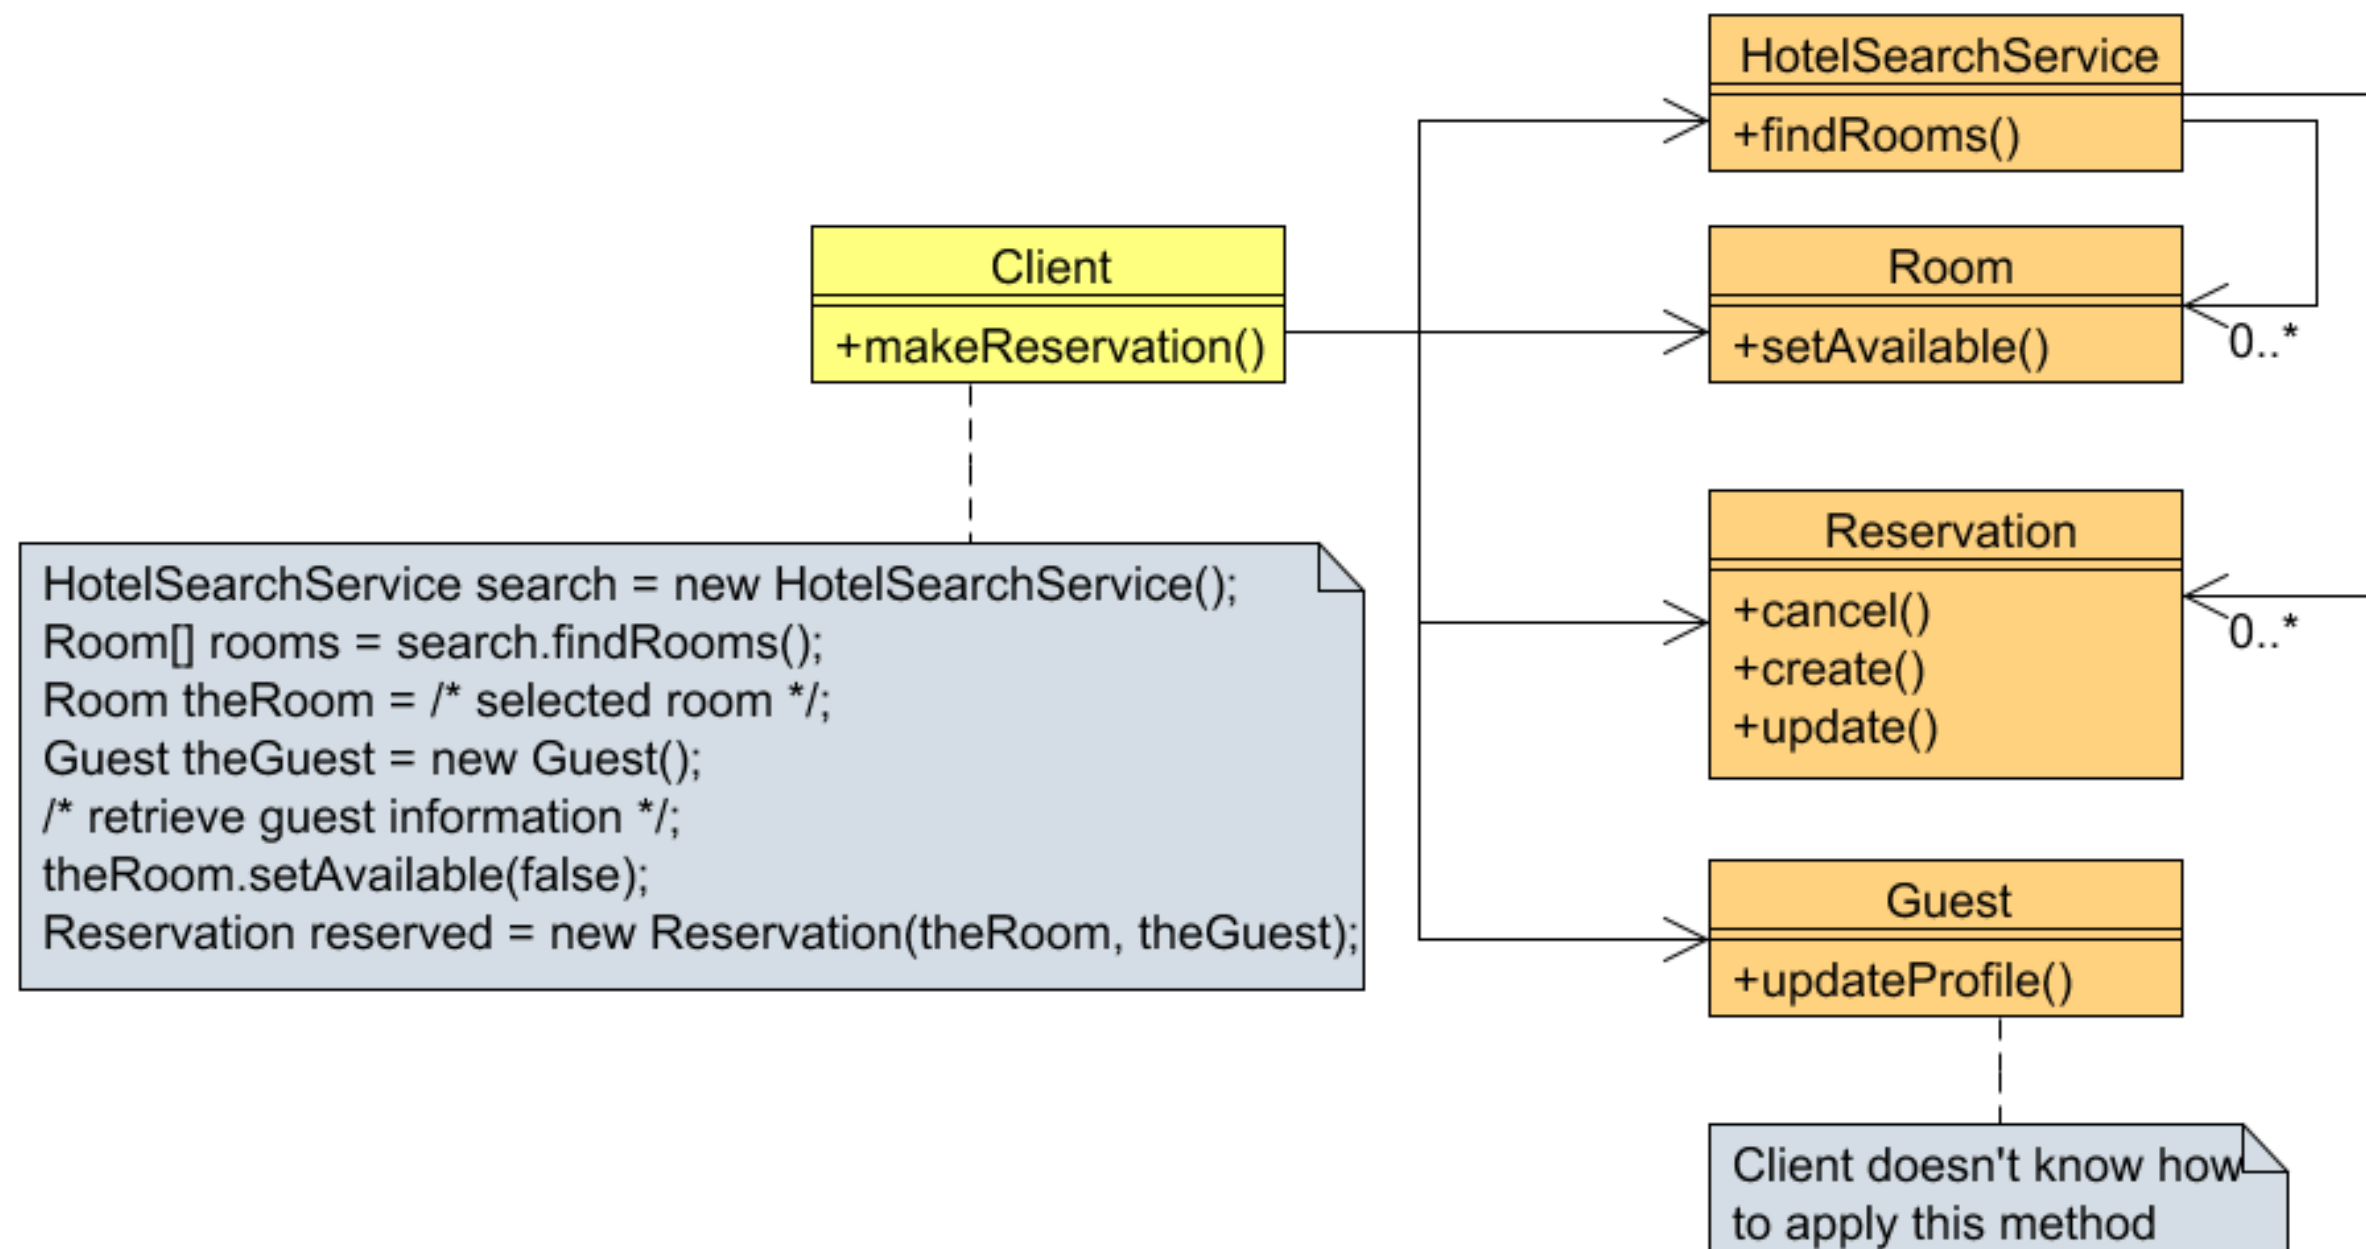 HotelSearchService
+findRooms()
Client
+makeReservation()
Room
+setAvailable()
0..*
HotelSearchService search = new HotelSearchService();
Room[] rooms = search.findRooms();
Room theRoom = /* selected room */;
Guest theGuest = new Guest();
/* retrieve guest information */;
theRoom.setAvailable(false);
Reservation reserved = new Reservation(theRoom, theGuest);
Reservation
+cancel()
+create()
+update()
0..*
Guest
+updateProfile()
Client doesn't know how
to apply this method